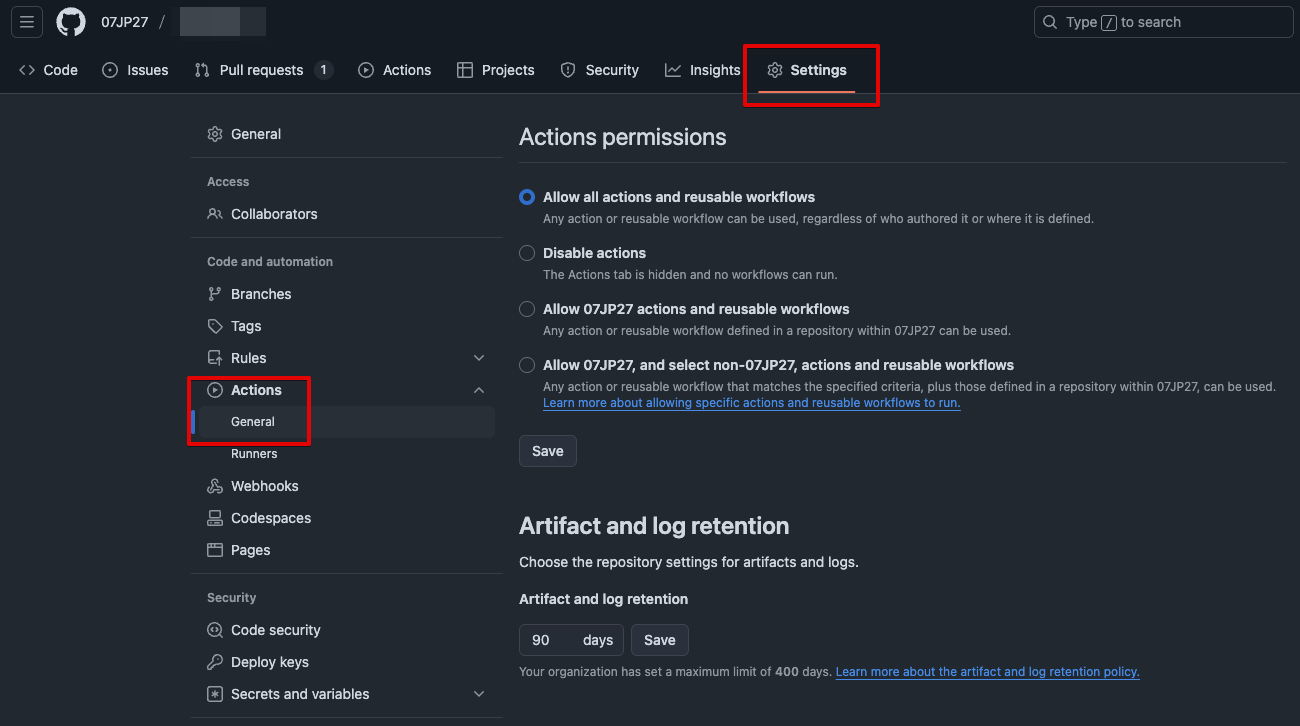 07JP27 /
Type / to search
Code Issues Pull requests 1 Actions Projects Security Insights Settings
General
Access
Collaborators
Code and automation
Branches
Tags
Rules
Actions
General
Runners
Webhooks
Codespaces
Pages
Security
Code security
Deploy keys
Secrets and variables
Actions permissions
Allow all actions and reusable workflows
Any action or reusable workflow can be used, regardless of who authored it or where it is defined.
Disable actions
The Actions tab is hidden and no workflows can run.
Allow 07JP27 actions and reusable workflows
Any action or reusable workflow defined in a repository within 07JP27 can be used.
Allow 07JP27, and select non-07JP27, actions and reusable workflows
Any action or reusable workflow that matches the specified criteria, plus those defined in a repository within 07JP27, can be used.
Learn more about allowing specific actions and reusable workflows to run.
Save
Artifact and log retention
Choose the repository settings for artifacts and logs.
Artifact and log retention
90 days Save
Your organization has set a maximum limit of 400 days. Learn more about the artifact and log retention policy.